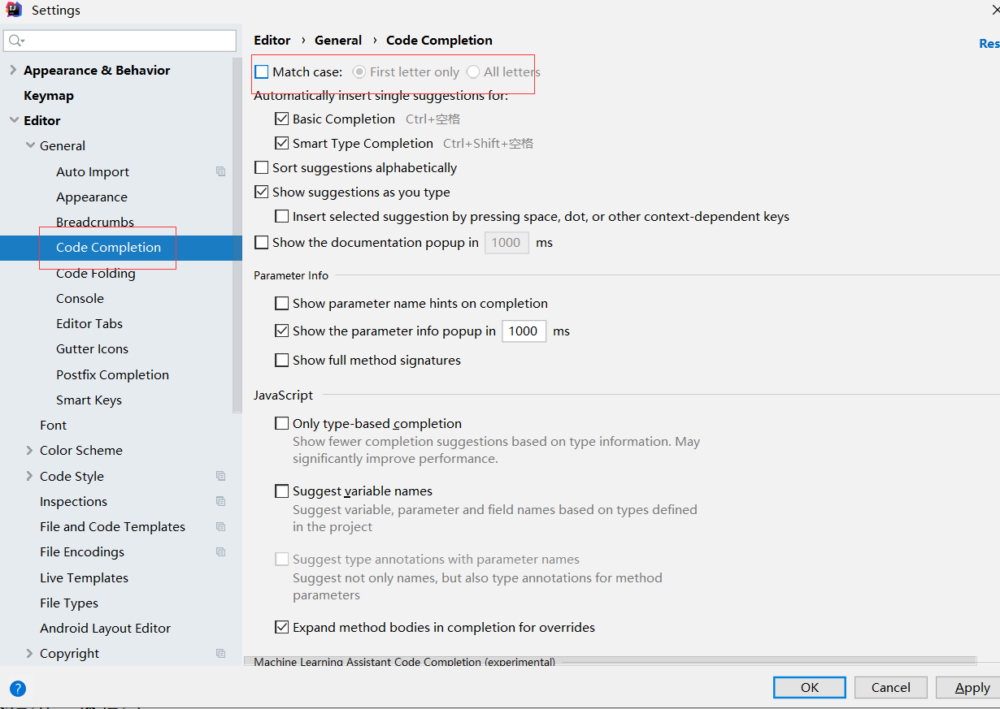 Settings
Editor › General › Code Completion
Res
Appearance & Behavior
Keymap
Editor
General
Auto Import
Appearance
Breadcrumbs
Code Completion
Code Folding
Console
Editor Tabs
Gutter Icons
Postfix Completion
Smart Keys
Font
Color Scheme
Code Style
Inspections
File and Code Templates
File Encodings
Live Templates
File Types
Android Layout Editor
Copyright
Match case: First letter only All letters
Automatically insert single suggestions for:
Basic Completion Ctrl+空格
Smart Type Completion Ctrl+Shift+空格
Sort suggestions alphabetically
Show suggestions as you type
Insert selected suggestion by pressing space, dot, or other context-dependent keys
Show the documentation popup in 1000 ms
Parameter Info
Show parameter name hints on completion
Show the parameter info popup in 1000 ms
Show full method signatures
JavaScript
Only type-based completion
Show fewer completion suggestions based on type information. May
significantly improve performance.
Suggest variable names
Suggest variable, parameter and field names based on types defined
in the project
Suggest type annotations with parameter names
Suggest not only names, but also type annotations for method
parameters
Expand method bodies in completion for overrides
Machine Learning Assistant Code Completion (experimental)
?
OK Cancel Apply